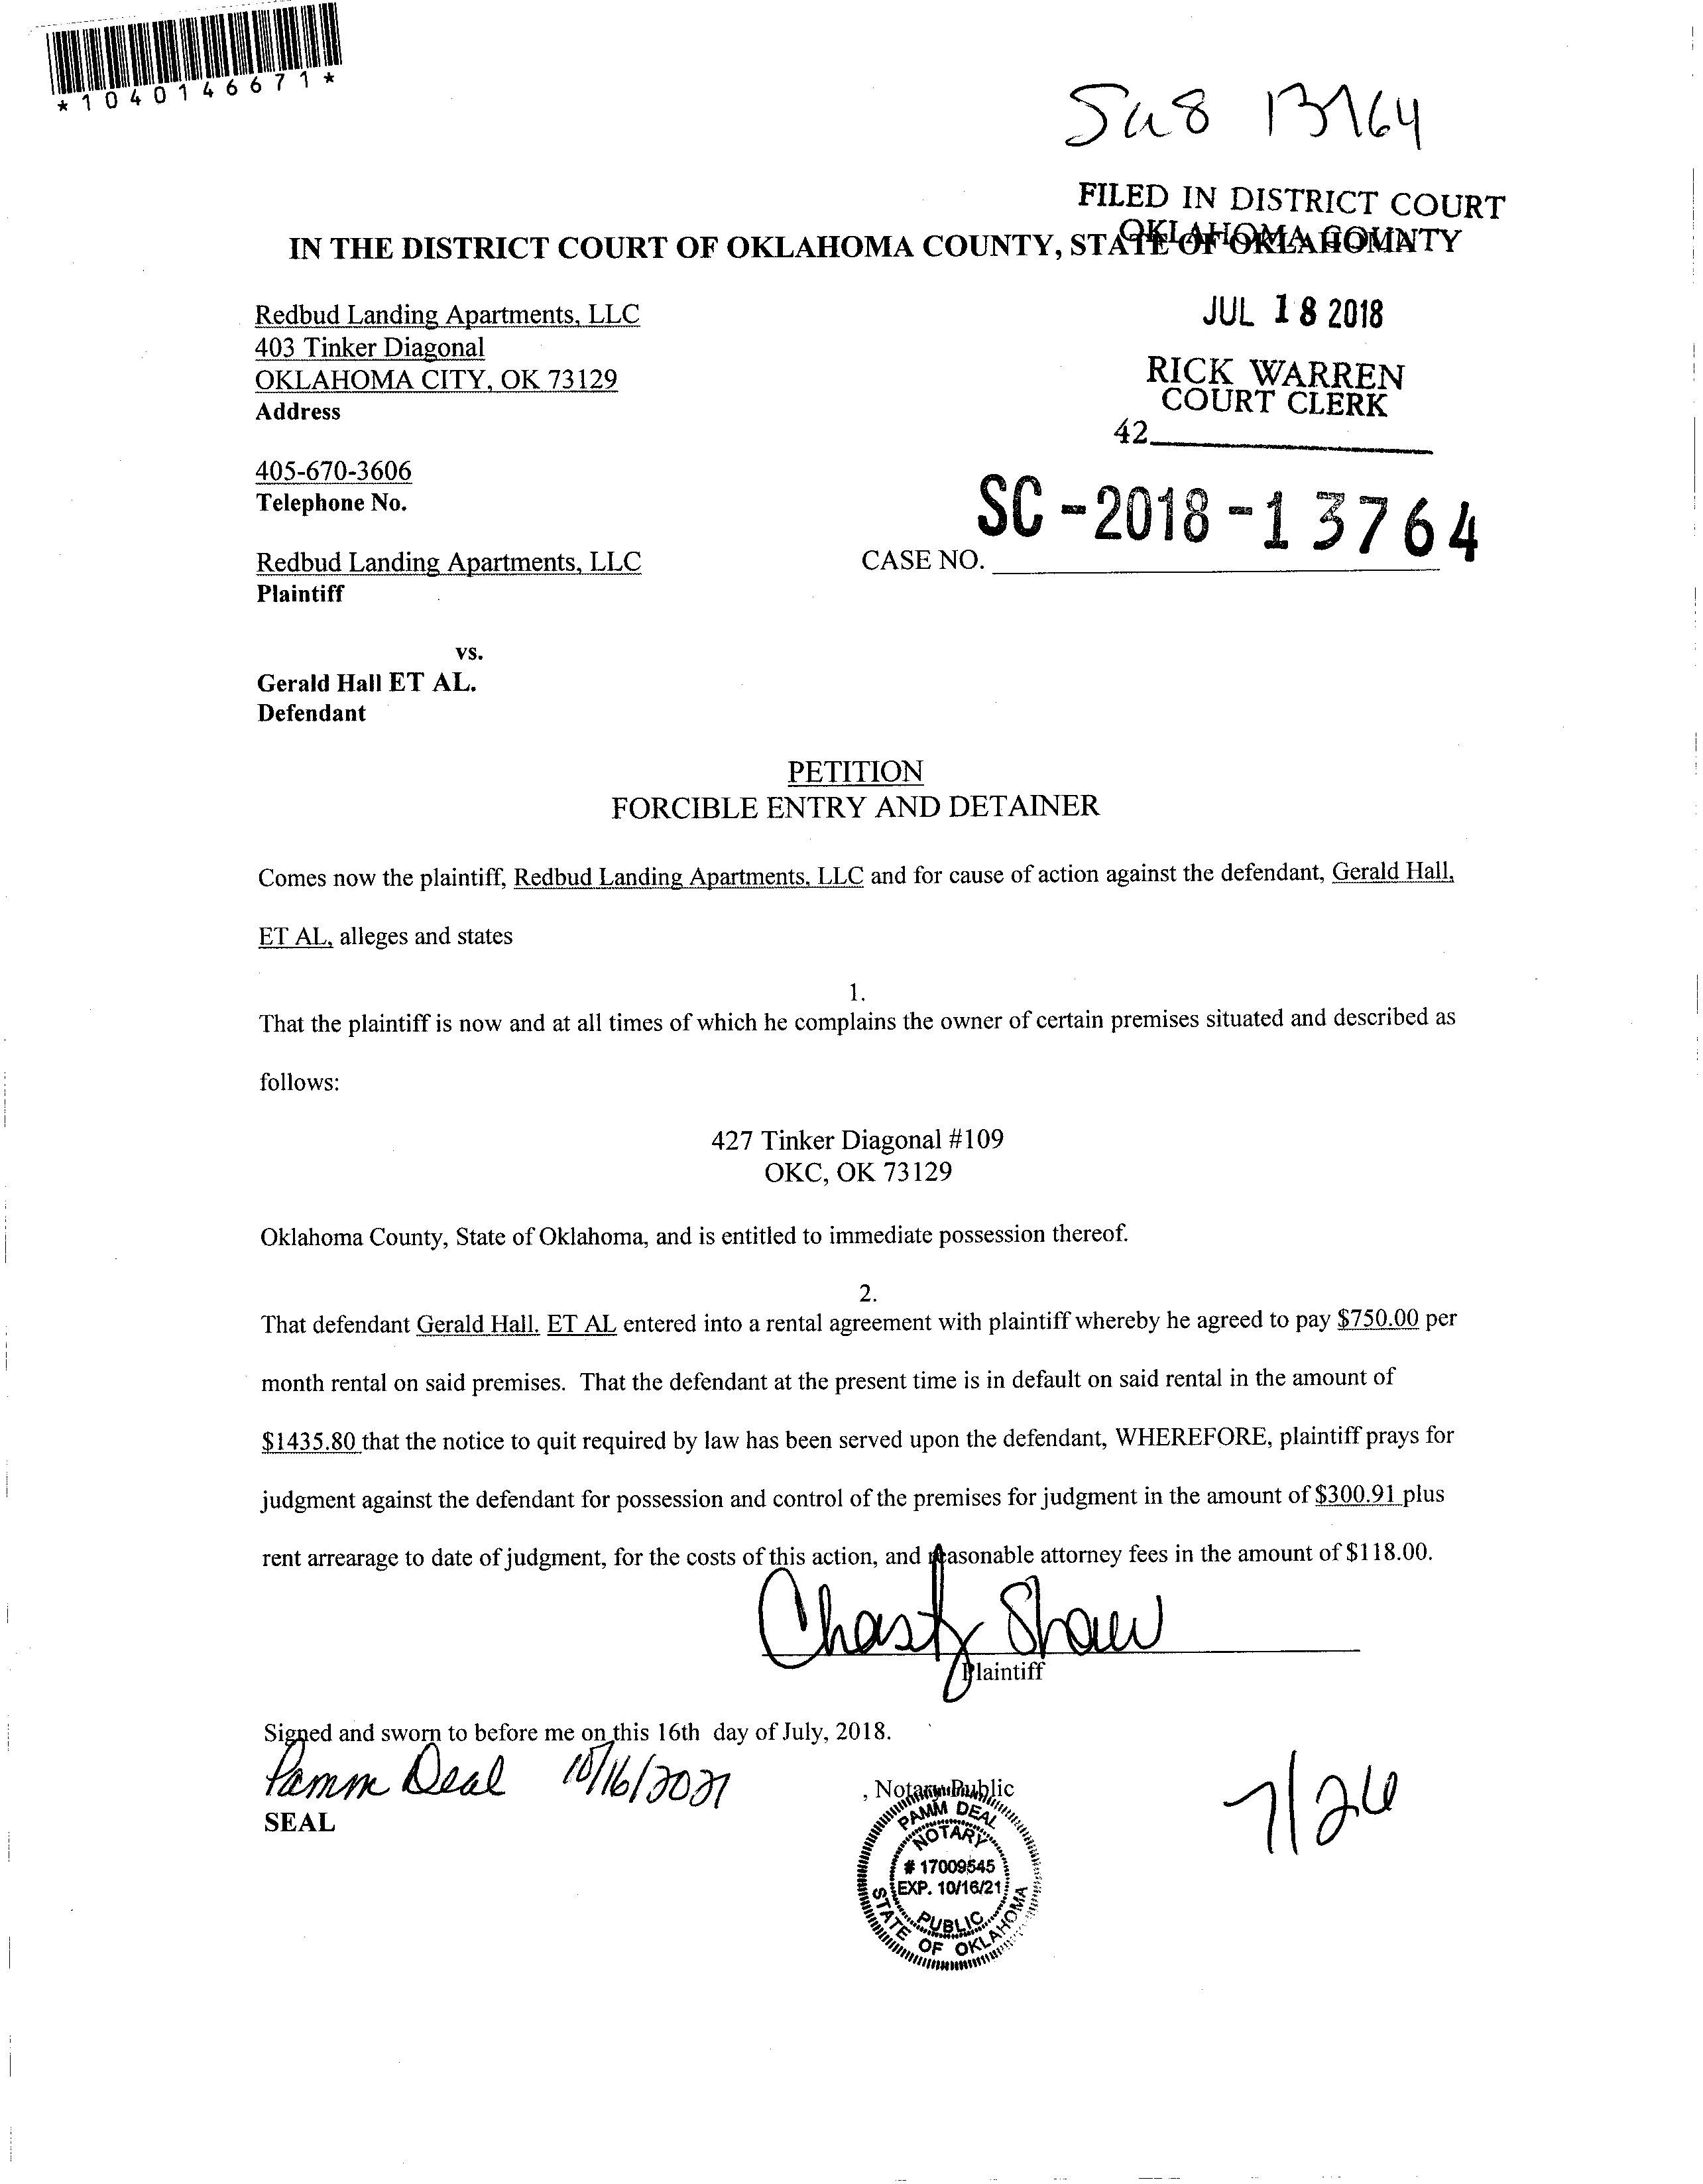 *1040146671*
13764
FILED IN DISTRICT COURT
OKLAHOMA COUNTY
IN THE DISTRICT COURT OF OKLAHOMA COUNTY, STATE OF OKLAHOMA
Redbud Landing Apartments, LLC
403 Tinker Diagonal
OKLAHOMA CITY, OK 73129
Address
JUL 18 2018
RICK WARREN
COURT CLERK
42
405-670-3606
Telephone No.
SC-2018-13764
Redbud Landing Apartments, LLC
CASE NO.
Plaintiff
vs.
Gerald Hall ET AL.
Defendant
PETITION
FORCIBLE ENTRY AND DETAINER
Comes now the plaintiff, Redbud Landing Apartments, LLC and for cause of action against the defendant, Gerald Hall,
ET AL, alleges and states
1.
That the plaintiff is now and at all times of which he complains the owner of certain premises situated and described as
follows:
427 Tinker Diagonal #109
OKC, OK 73129
Oklahoma County, State of Oklahoma, and is entitled to immediate possession thereof.
2.
That defendant Gerald Hall. ET AL entered into a rental agreement with plaintiff whereby he agreed to pay $750.00 per
month rental on said premises. That the defendant at the present time is in default on said rental in the amount of
$1435.80 that the notice to quit required by law has been served upon the defendant, WHEREFORE, plaintiff prays for
judgment against the defendant for possession and control of the premises for judgment in the amount of $300.91 plus
rent arrearage to date of judgment, for the costs of this action, and reasonable attorney fees in the amount of $118.00.
Chasty Shaw
Plaintiff
Signed and sworn to before me on this 16th day of July, 2018.
Pamm Deal 10/16/2021
, Notary Public
SEAL
PAMM DEAL
NOTARY
# 17009545
EXP. 10/16/21
PUBLIC
STATE OF OKLAHOMA
7/26